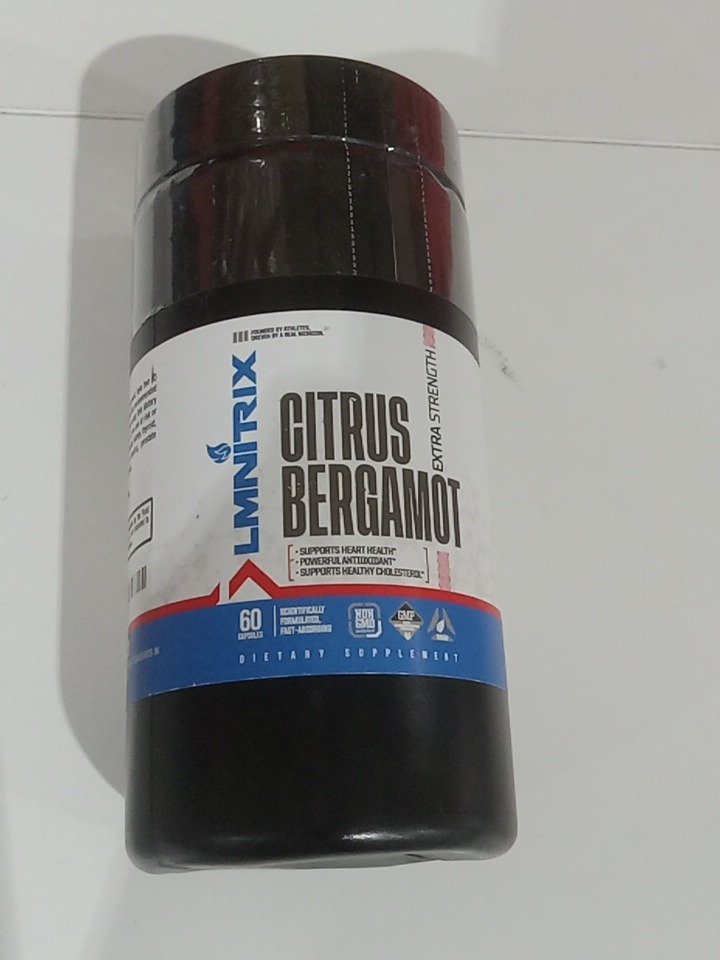 FOUNDED BY ATHLETES,
DRIVEN BY A REAL MISSION.
LMNITRIX
CITRUS
BERGAMOT
EXTRA STRENGTH
- SUPPORTS HEART HEALTH*
- POWERFUL ANTIOXIDANT*
- SUPPORTS HEALTHY CHOLESTEROL*
60
CAPSULES
SCIENTIFICALLY
FORMULATED,
FAST-ABSORBING
NON
GMO
GMP
DIETARY SUPPLEMENT